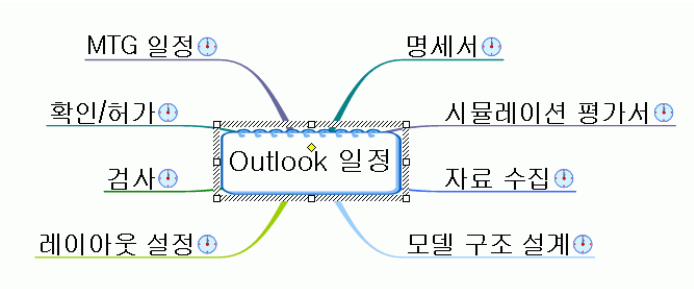 MTG 일정
명세서
확인/허가
시뮬레이션 평가서
Outlook 일정
검사
자료 수집
레이아웃 설정
모델 구조 설계